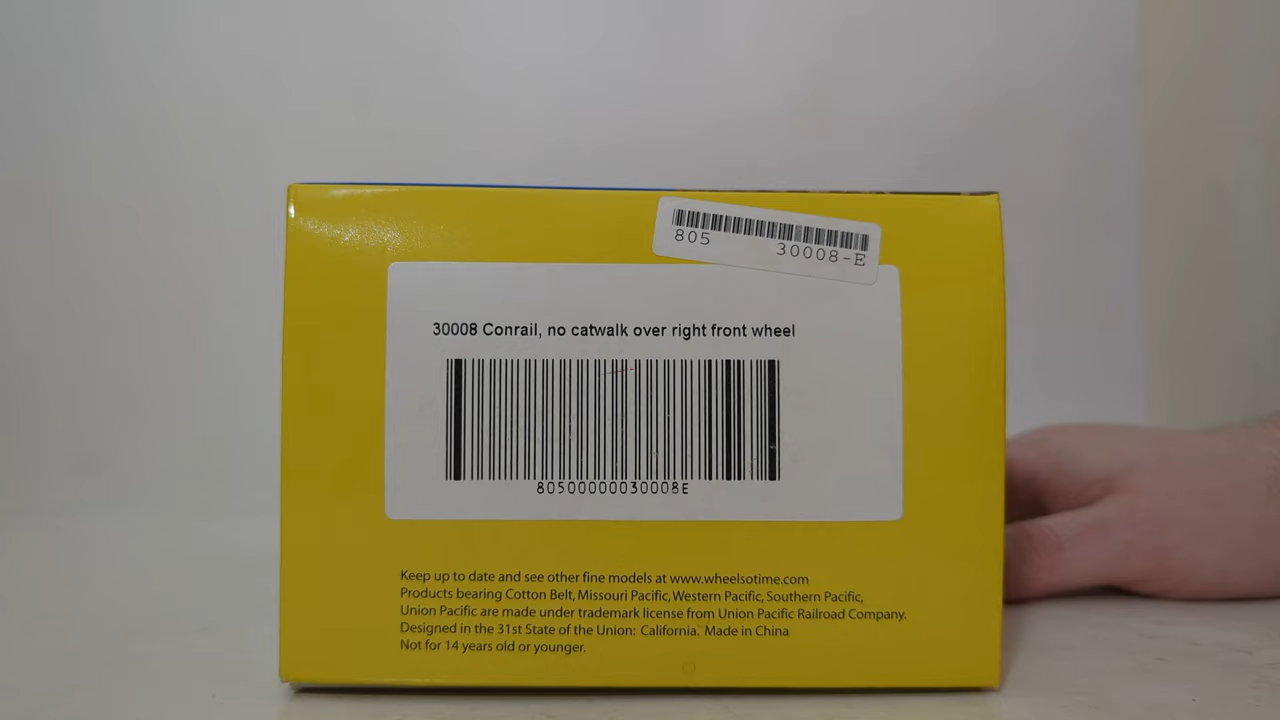 805 30008-E
30008 Conrail, no catwalk over right front wheel
80500000030008E
Keep up to date and see other fine models at www.wheelsotime.com
Products bearing Cotton Belt, Missouri Pacific, Western Pacific, Southern Pacific,
Union Pacific are made under trademark license from Union Pacific Railroad Company.
Designed in the 31st State of the Union: California. Made in China
Not for 14 years old or younger.